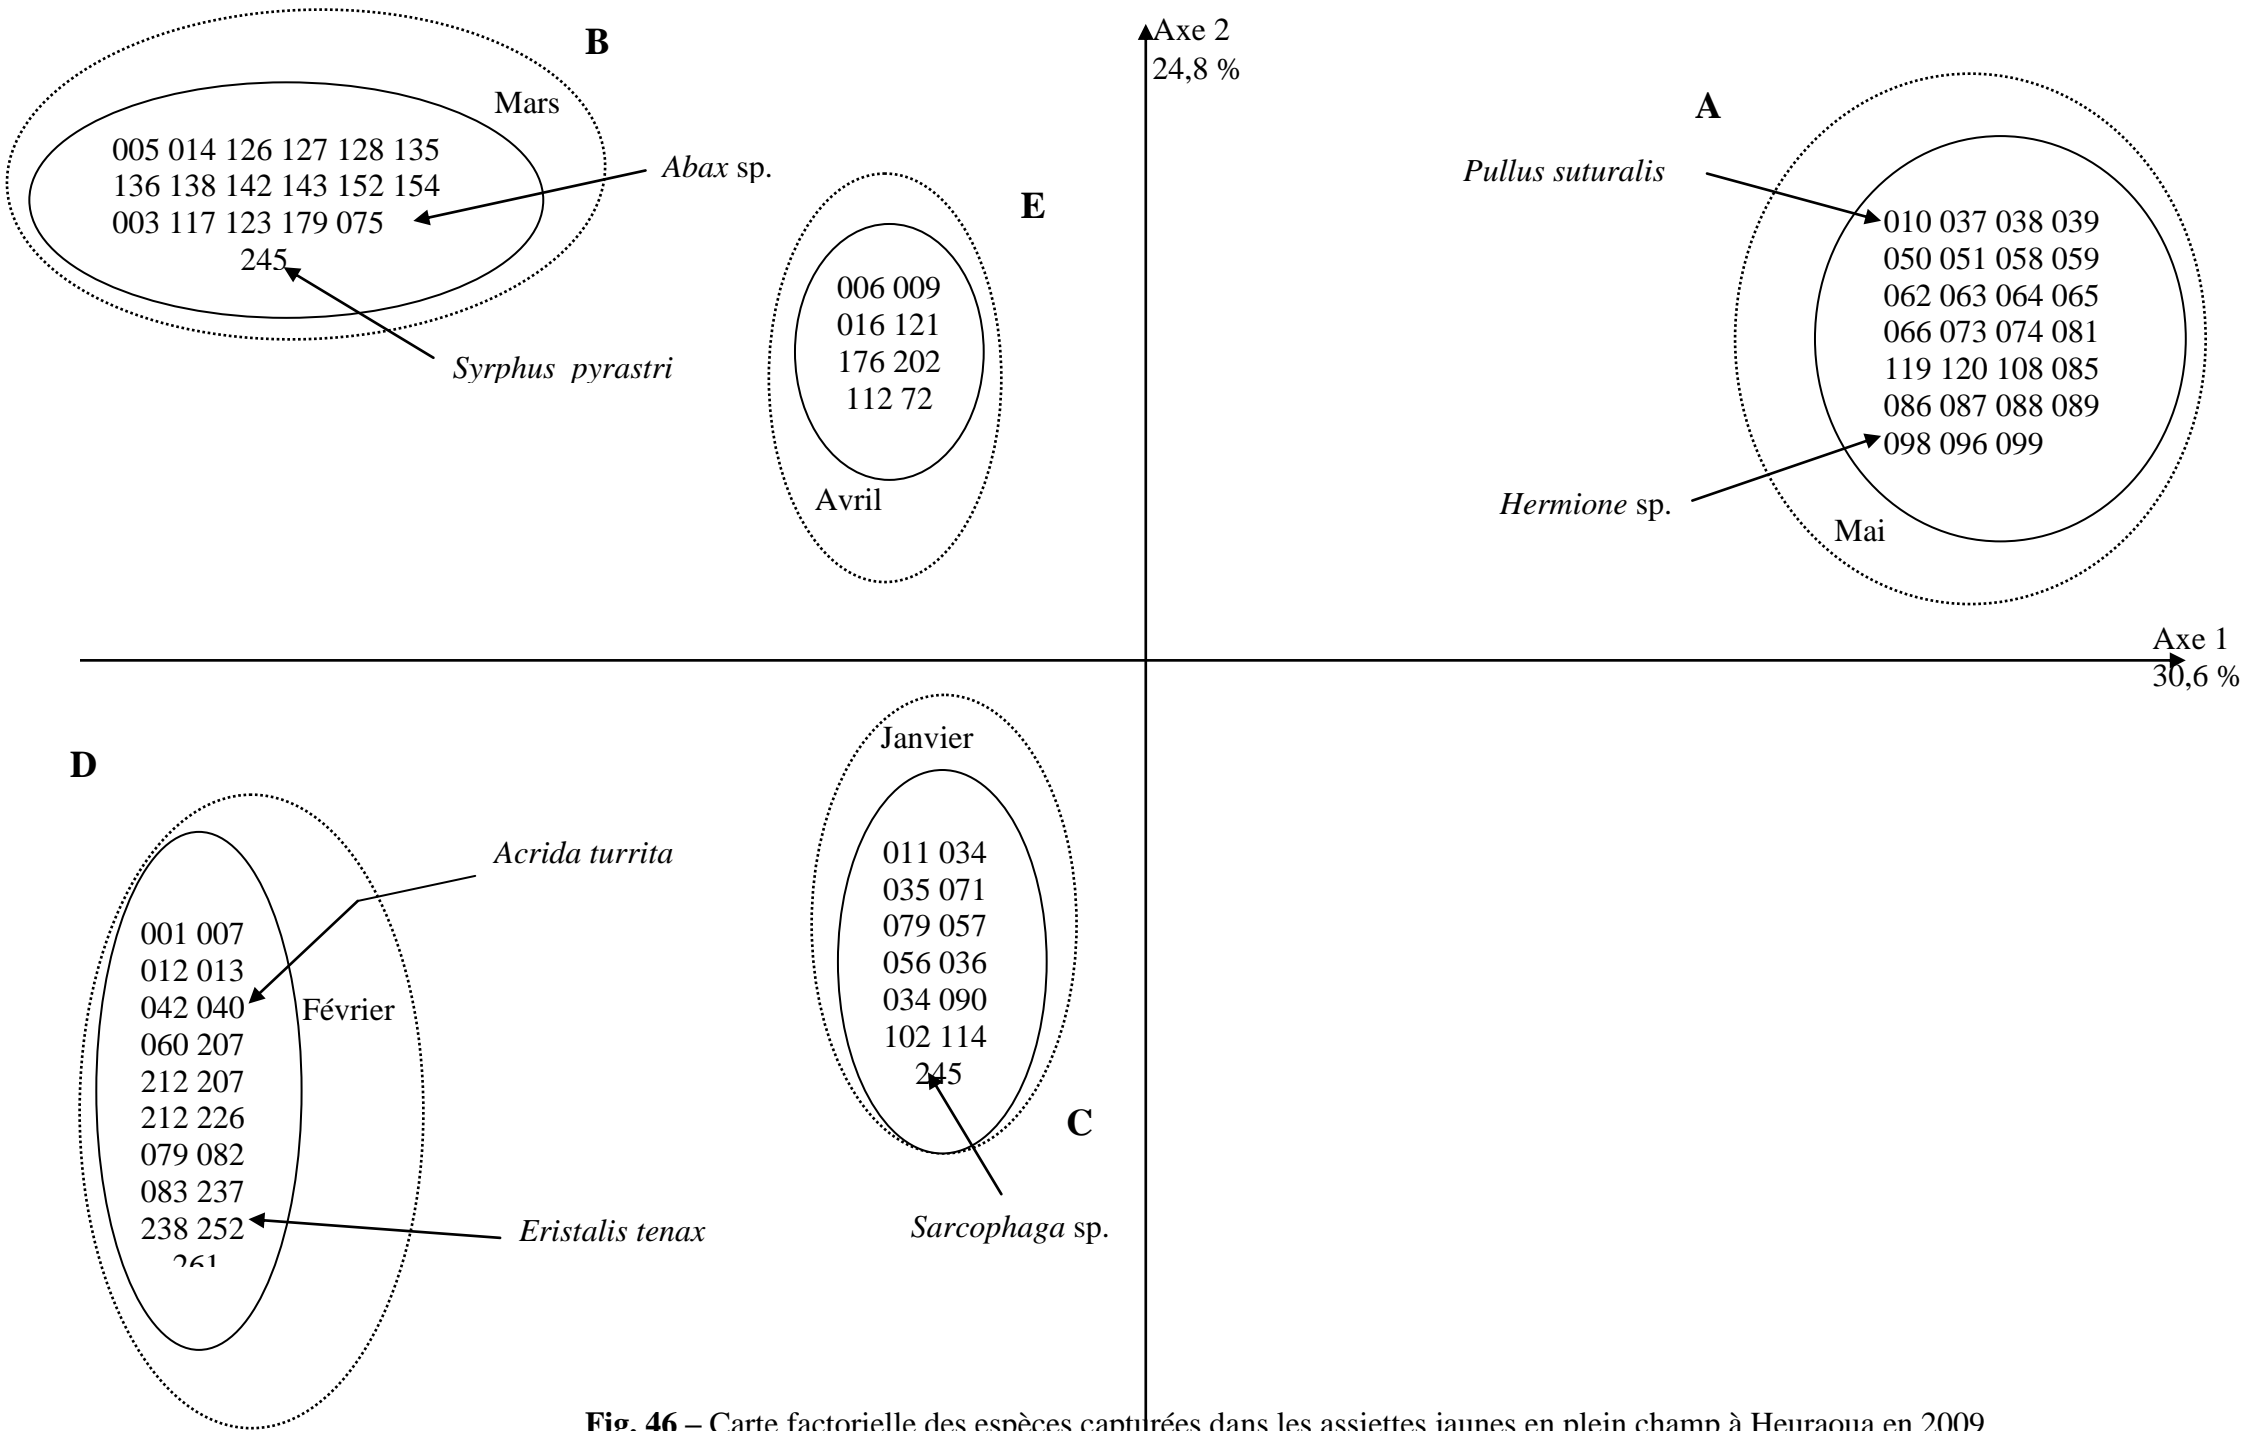 B
Mars
005 014 126 127 128 135
136 138 142 143 152 154
003 117 123 179 075
245
Abax sp.
Syrphus pyrastri
E
006 009
016 121
176 202
112 72
Avril
Axe 2
24,8 %
A
Pullus suturalis
010 037 038 039
050 051 058 059
062 063 064 065
066 073 074 081
119 120 108 085
086 087 088 089
098 096 099
Hermione sp.
Mai
Axe 1
30,6 %
D
Acrida turrita
001 007
012 013
042 040
060 207
212 207
212 226
079 082
083 237
238 252
261
Février
Eristalis tenax
Janvier
011 034
035 071
079 057
056 036
034 090
102 114
245
C
Sarcophaga sp.
Fig. 46 – Carte factorielle des espèces capturées dans les assiettes jaunes en plein champ à Heuraoua en 2009